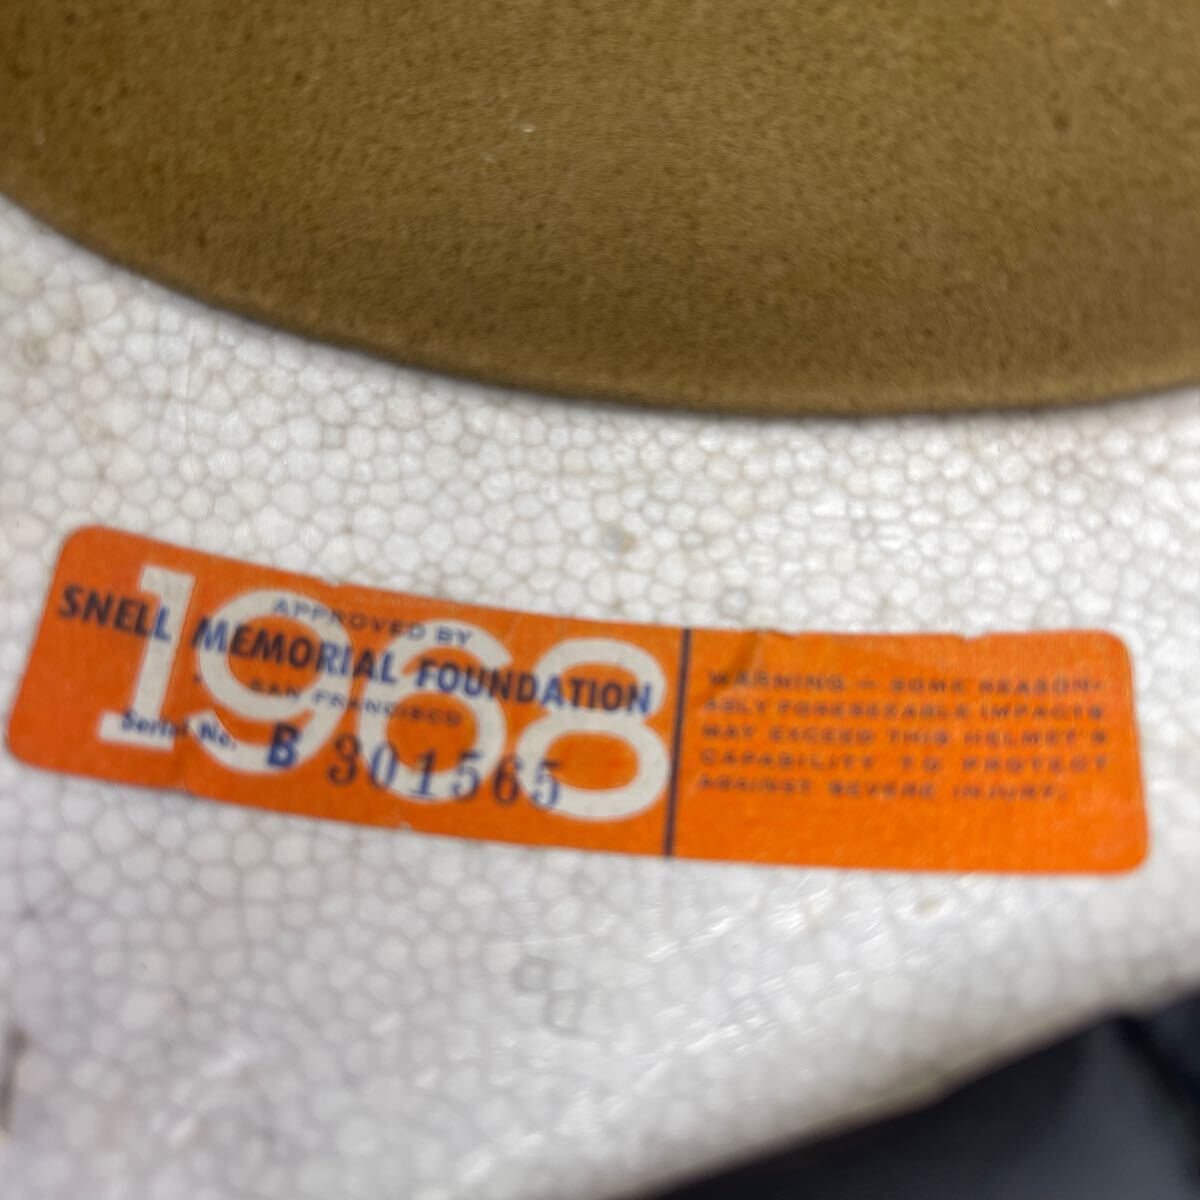 1968
APPROVED BY
SNELL MEMORIAL FOUNDATION
SAN FRANCISCO
Serial No. B 301565
WARNING — SOME REASON-
ABLY FORESEEABLE IMPACTS
MAY EXCEED THIS HELMET'S
CAPABILITY TO PROTECT
AGAINST SEVERE INJURY.